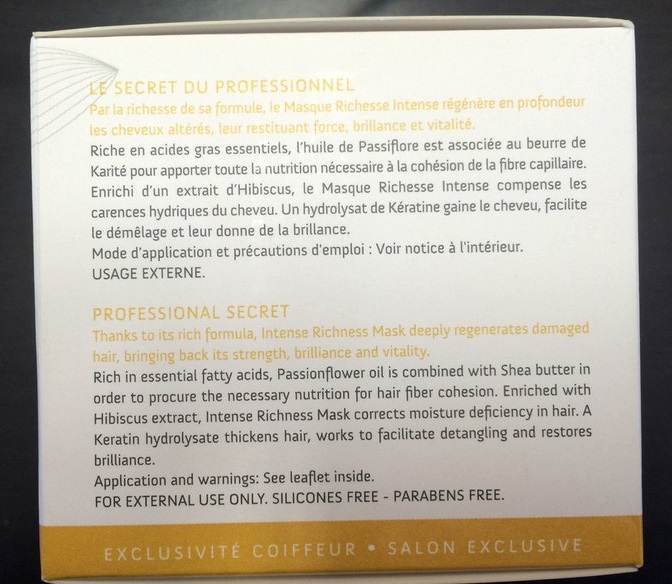 LE SECRET DU PROFESSIONNEL
Par la richesse de sa formule, le Masque Richesse Intense régénère en profondeur
les cheveux altérés, leur restituant force, brillance et vitalité.
Riche en acides gras essentiels, l'huile de Passiflore est associée au beurre de
Karité pour apporter toute la nutrition nécessaire à la cohésion de la fibre capillaire.
Enrichi d'un extrait d'Hibiscus, le Masque Richesse Intense compense les
carences hydriques du cheveu. Un hydrolysat de Kératine gaine le cheveu, facilite
le démêlage et leur donne de la brillance.
Mode d'application et précautions d'emploi : Voir notice à l'intérieur.
USAGE EXTERNE.
PROFESSIONAL SECRET
Thanks to its rich formula, Intense Richness Mask deeply regenerates damaged
hair, bringing back its strength, brilliance and vitality.
Rich in essential fatty acids, Passionflower oil is combined with Shea butter in
order to procure the necessary nutrition for hair fiber cohesion. Enriched with
Hibiscus extract, Intense Richness Mask corrects moisture deficiency in hair. A
Keratin hydrolysate thickens hair, works to facilitate detangling and restores
brilliance.
Application and warnings: See leaflet inside.
FOR EXTERNAL USE ONLY. SILICONES FREE - PARABENS FREE.
EXCLUSIVITÉ COIFFEUR • SALON EXCLUSIVE